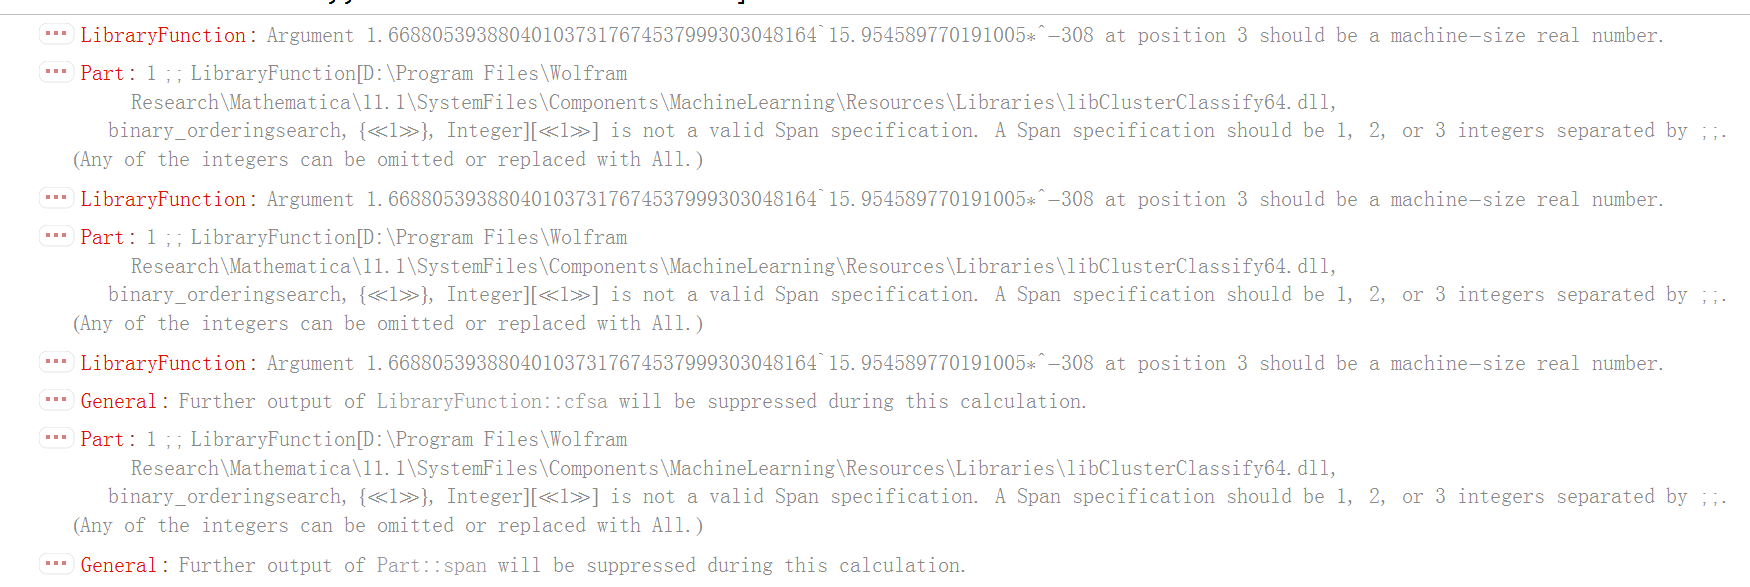 ··· LibraryFunction: Argument 1.668805393880401037317674537999303048164`15.954589770191005*^-308 at position 3 should be a machine-size real number.
··· Part: 1 ;; LibraryFunction[D:\Program Files\Wolfram
Research\Mathematica\11.1\SystemFiles\Components\MachineLearning\Resources\Libraries\libClusterClassify64.dll,
binary_orderingsearch, {≪1≫}, Integer][≪1≫] is not a valid Span specification. A Span specification should be 1, 2, or 3 integers separated by ;;.
(Any of the integers can be omitted or replaced with All.)
··· LibraryFunction: Argument 1.668805393880401037317674537999303048164`15.954589770191005*^-308 at position 3 should be a machine-size real number.
··· Part: 1 ;; LibraryFunction[D:\Program Files\Wolfram
Research\Mathematica\11.1\SystemFiles\Components\MachineLearning\Resources\Libraries\libClusterClassify64.dll,
binary_orderingsearch, {≪1≫}, Integer][≪1≫] is not a valid Span specification. A Span specification should be 1, 2, or 3 integers separated by ;;.
(Any of the integers can be omitted or replaced with All.)
··· LibraryFunction: Argument 1.668805393880401037317674537999303048164`15.954589770191005*^-308 at position 3 should be a machine-size real number.
··· General: Further output of LibraryFunction::cfsa will be suppressed during this calculation.
··· Part: 1 ;; LibraryFunction[D:\Program Files\Wolfram
Research\Mathematica\11.1\SystemFiles\Components\MachineLearning\Resources\Libraries\libClusterClassify64.dll,
binary_orderingsearch, {≪1≫}, Integer][≪1≫] is not a valid Span specification. A Span specification should be 1, 2, or 3 integers separated by ;;.
(Any of the integers can be omitted or replaced with All.)
··· General: Further output of Part::span will be suppressed during this calculation.